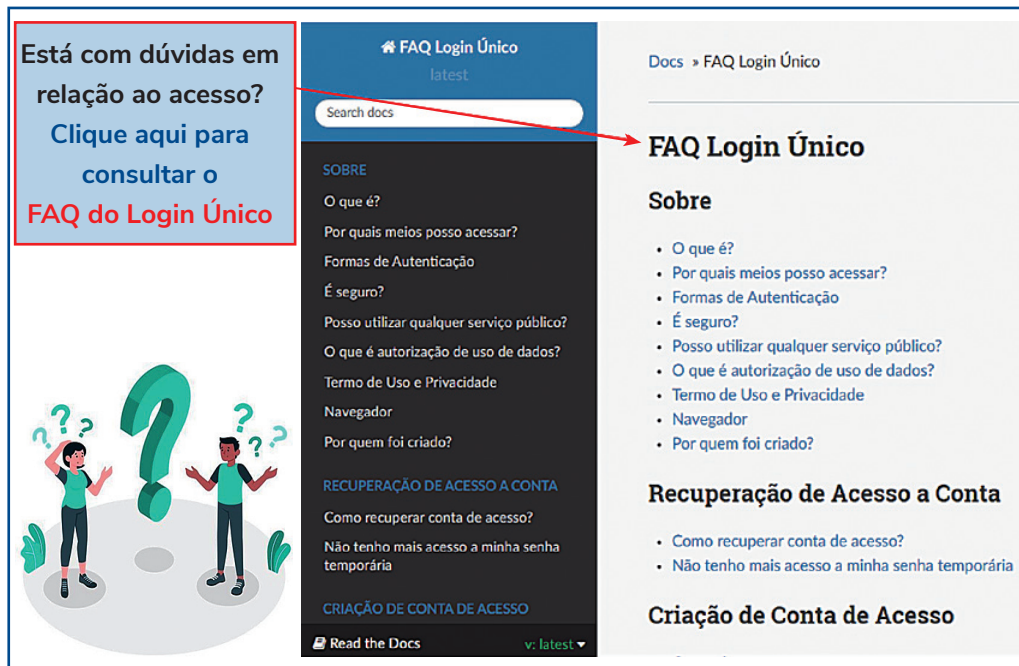 Está com dúvidas em
relação ao acesso?
Clique aqui para
consultar o
FAQ do Login Único
FAQ Login Único
latest
Search docs
SOBRE
O que é?
Por quais meios posso acessar?
Formas de Autenticação
É seguro?
Posso utilizar qualquer serviço público?
O que é autorização de uso de dados?
Termo de Uso e Privacidade
Navegador
Por quem foi criado?
RECUPERAÇÃO DE ACESSO A CONTA
Como recuperar conta de acesso?
Não tenho mais acesso a minha senha
temporária
CRIAÇÃO DE CONTA DE ACESSO
Read the Docs v: latest
Docs » FAQ Login Único
FAQ Login Único
Sobre
• O que é?
• Por quais meios posso acessar?
• Formas de Autenticação
• É seguro?
• Posso utilizar qualquer serviço público?
• O que é autorização de uso de dados?
• Termo de Uso e Privacidade
• Navegador
• Por quem foi criado?
Recuperação de Acesso a Conta
• Como recuperar conta de acesso?
• Não tenho mais acesso a minha senha temporária
Criação de Conta de Acesso